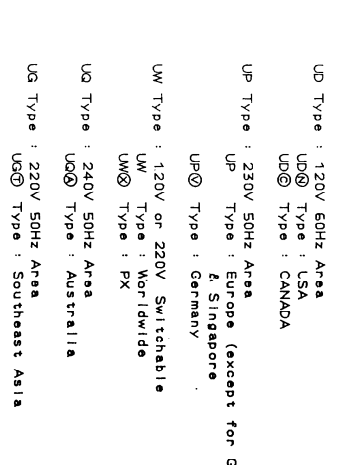 UD Type : 120V 60Hz Area
UDⓃ Type : USA
UDⒸ Type : CANADA
UP Type : 230V 50Hz Area
UP Type : Europe (except for G
& Singapore
UPⓋ Type : Germany
UW Type : 120V or 220V Switchable
UW Type : Worldwide
UWⓍ Type : PX
UQ Type : 240V 50Hz Area
UQⒶ Type : Australia
UG Type : 220V 50Hz Area
UGⓉ Type : Southeast Asia